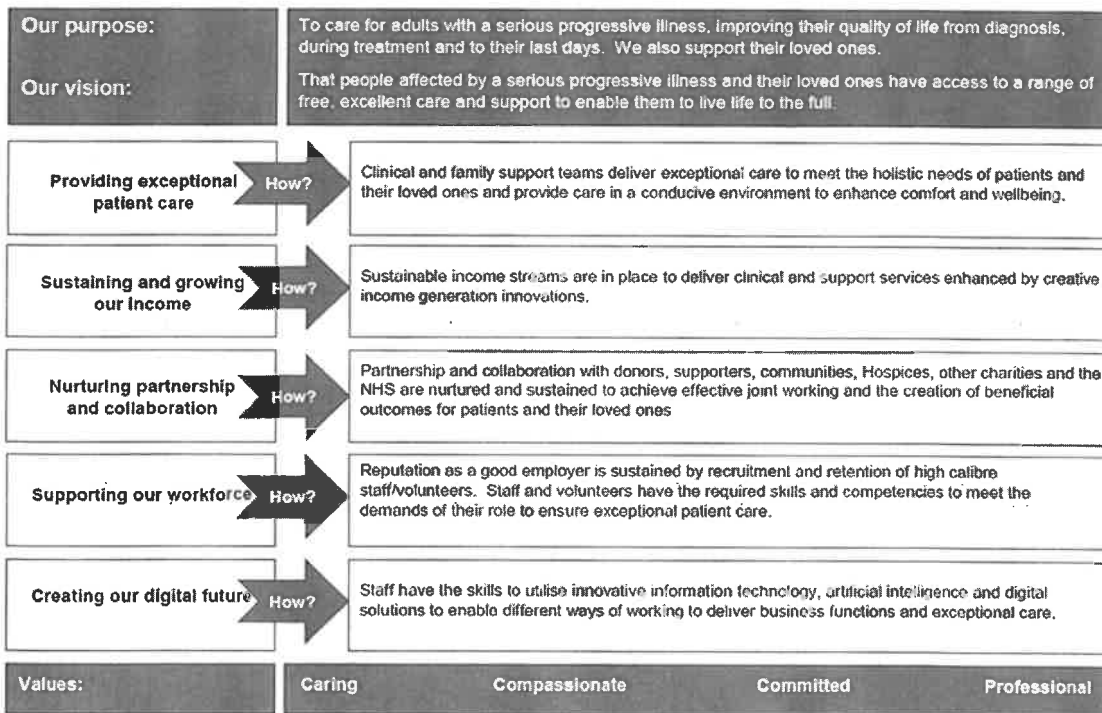 Our purpose:
To care for adults with a serious progressive illness, improving their quality of life from diagnosis,
during treatment and to their last days. We also support their loved ones.
Our vision:
That people affected by a serious progressive illness and their loved ones have access to a range of
free, excellent care and support to enable them to live life to the full.
Providing exceptional
patient care
How?
Clinical and family support teams deliver exceptional care to meet the holistic needs of patients and
their loved ones and provide care in a conducive environment to enhance comfort and wellbeing.
Sustaining and growing
our income
How?
Sustainable income streams are in place to deliver clinical and support services enhanced by creative
income generation innovations.
Nurturing partnership
and collaboration
How?
Partnership and collaboration with donors, supporters, communities, Hospices, other charities and the
NHS are nurtured and sustained to achieve effective joint working and the creation of beneficial
outcomes for patients and their loved ones
Supporting our workforce
How?
Reputation as a good employer is sustained by recruitment and retention of high calibre
staff/volunteers. Staff and volunteers have the required skills and competencies to meet the
demands of their role to ensure exceptional patient care.
Creating our digital future
How?
Staff have the skills to utilise innovative information technology, artificial intelligence and digital
solutions to enable different ways of working to deliver business functions and exceptional care.
Values: Caring Compassionate Committed Professional